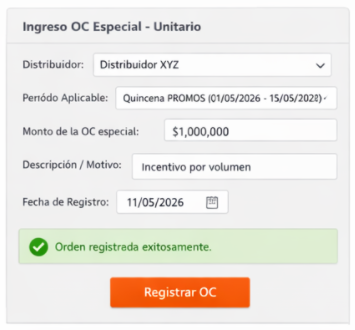 Ingreso OC Especial - Unitario
Distribuidor: Distribuidor XYZ
Período Aplicable: Quincena PROMOS (01/05/2026 - 15/05/2028)
Monto de la OC especial: $1,000,000
Descripción / Motivo: Incentivo por volumen
Fecha de Registro: 11/05/2026
Orden registrada exitosamente.
Registrar OC